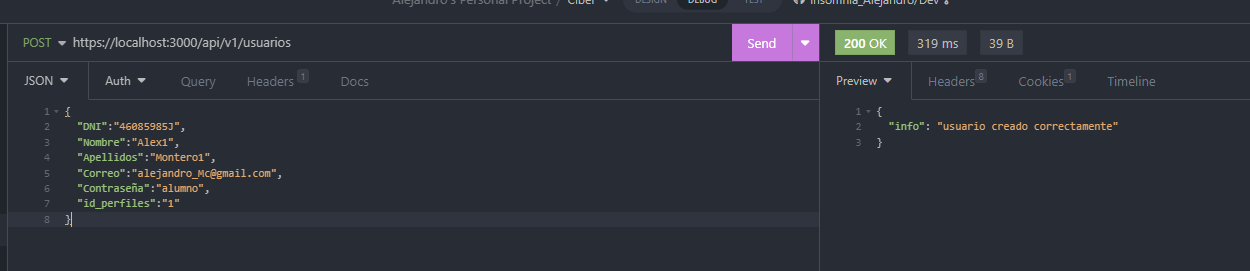 Alejandro's Personal Project / Ciber
DESIGN
DEBUG
TEST
Insomnia_Alejandro/Dev
POST https://localhost:3000/api/v1/usuarios
Send
200 OK
319 ms
39 B
JSON
Auth
Query
Headers 1
Docs
Preview
Headers 8
Cookies 1
Timeline
1 {
2 "DNI":"46085985J",
3 "Nombre":"Alex1",
4 "Apellidos":"Montero1",
5 "Correo":"alejandro_Mc@gmail.com",
6 "Contraseña":"alumno",
7 "id_perfiles":"1"
8 }
1 {
2 "info": "usuario creado correctamente"
3 }